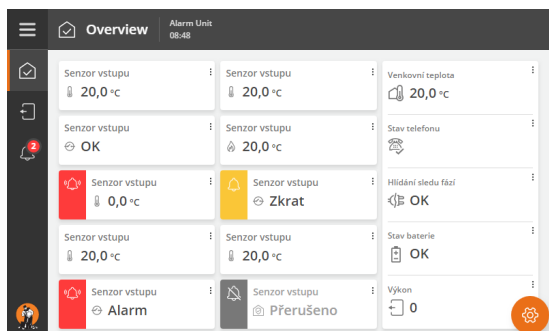 Overview
Alarm Unit
08:48
2
Senzor vstupu
20,0 °C
Senzor vstupu
20,0 °C
Venkovní teplota
20,0 °C
Senzor vstupu
OK
Senzor vstupu
20,0 °C
Stav telefonu
Senzor vstupu
0,0 °C
Senzor vstupu
Zkrat
Hlídání sledu fází
OK
Senzor vstupu
20,0 °C
Senzor vstupu
20,0 °C
Stav baterie
OK
Senzor vstupu
Alarm
Senzor vstupu
Přerušeno
Výkon
0